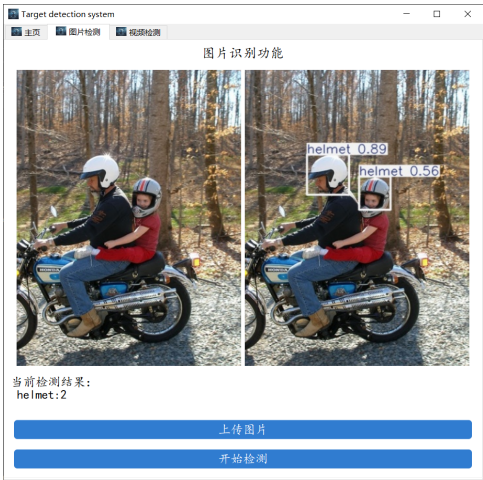 Target detection system
主页 图片检测 视频检测
图片识别功能
helmet 0.89
helmet 0.56
HONDA
当前检测结果:
helmet:2
上传图片
开始检测